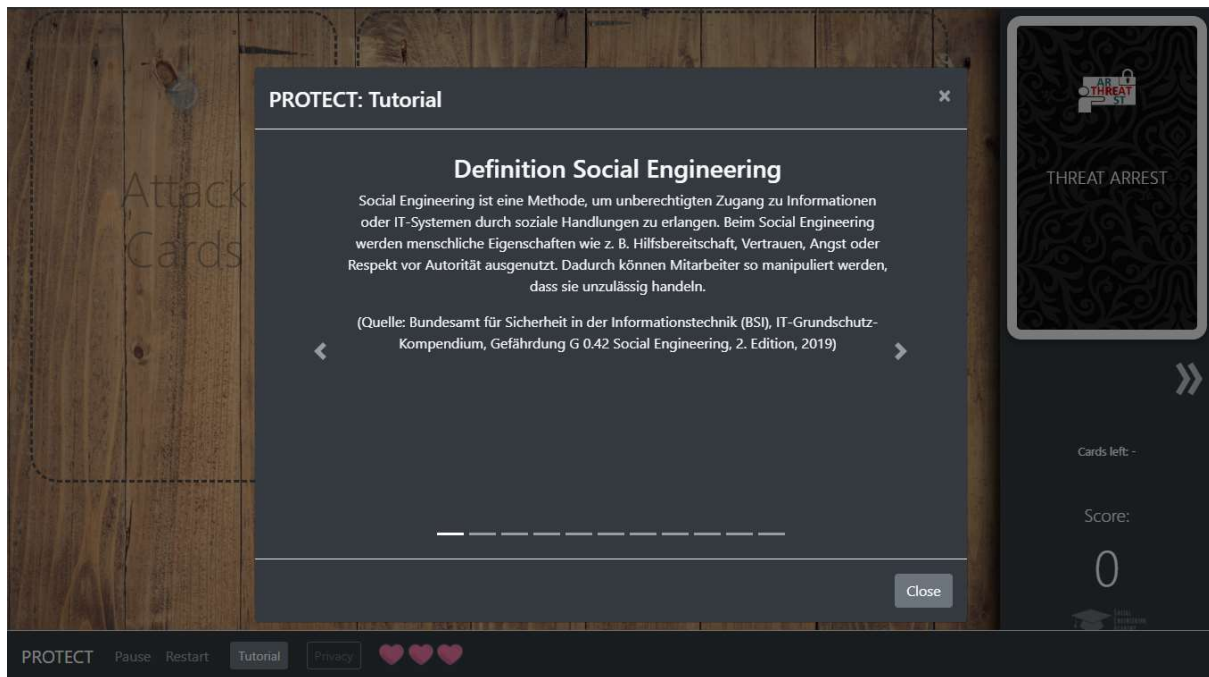 PROTECT: Tutorial
×
Definition Social Engineering
Social Engineering ist eine Methode, um unberechtigten Zugang zu Informationen
oder IT-Systemen durch soziale Handlungen zu erlangen. Beim Social Engineering
werden menschliche Eigenschaften wie z. B. Hilfsbereitschaft, Vertrauen, Angst oder
Respekt vor Autorität ausgenutzt. Dadurch können Mitarbeiter so manipuliert werden,
dass sie unzulässig handeln.
(Quelle: Bundesamt für Sicherheit in der Informationstechnik (BSI), IT-Grundschutz-
Kompendium, Gefährdung G 0.42 Social Engineering, 2. Edition, 2019)
Close
Attack
Cards
AR
THREAT
ST
THREAT ARREST
Cards left: -
Score:
0
PROTECT Pause Restart Tutorial Privacy